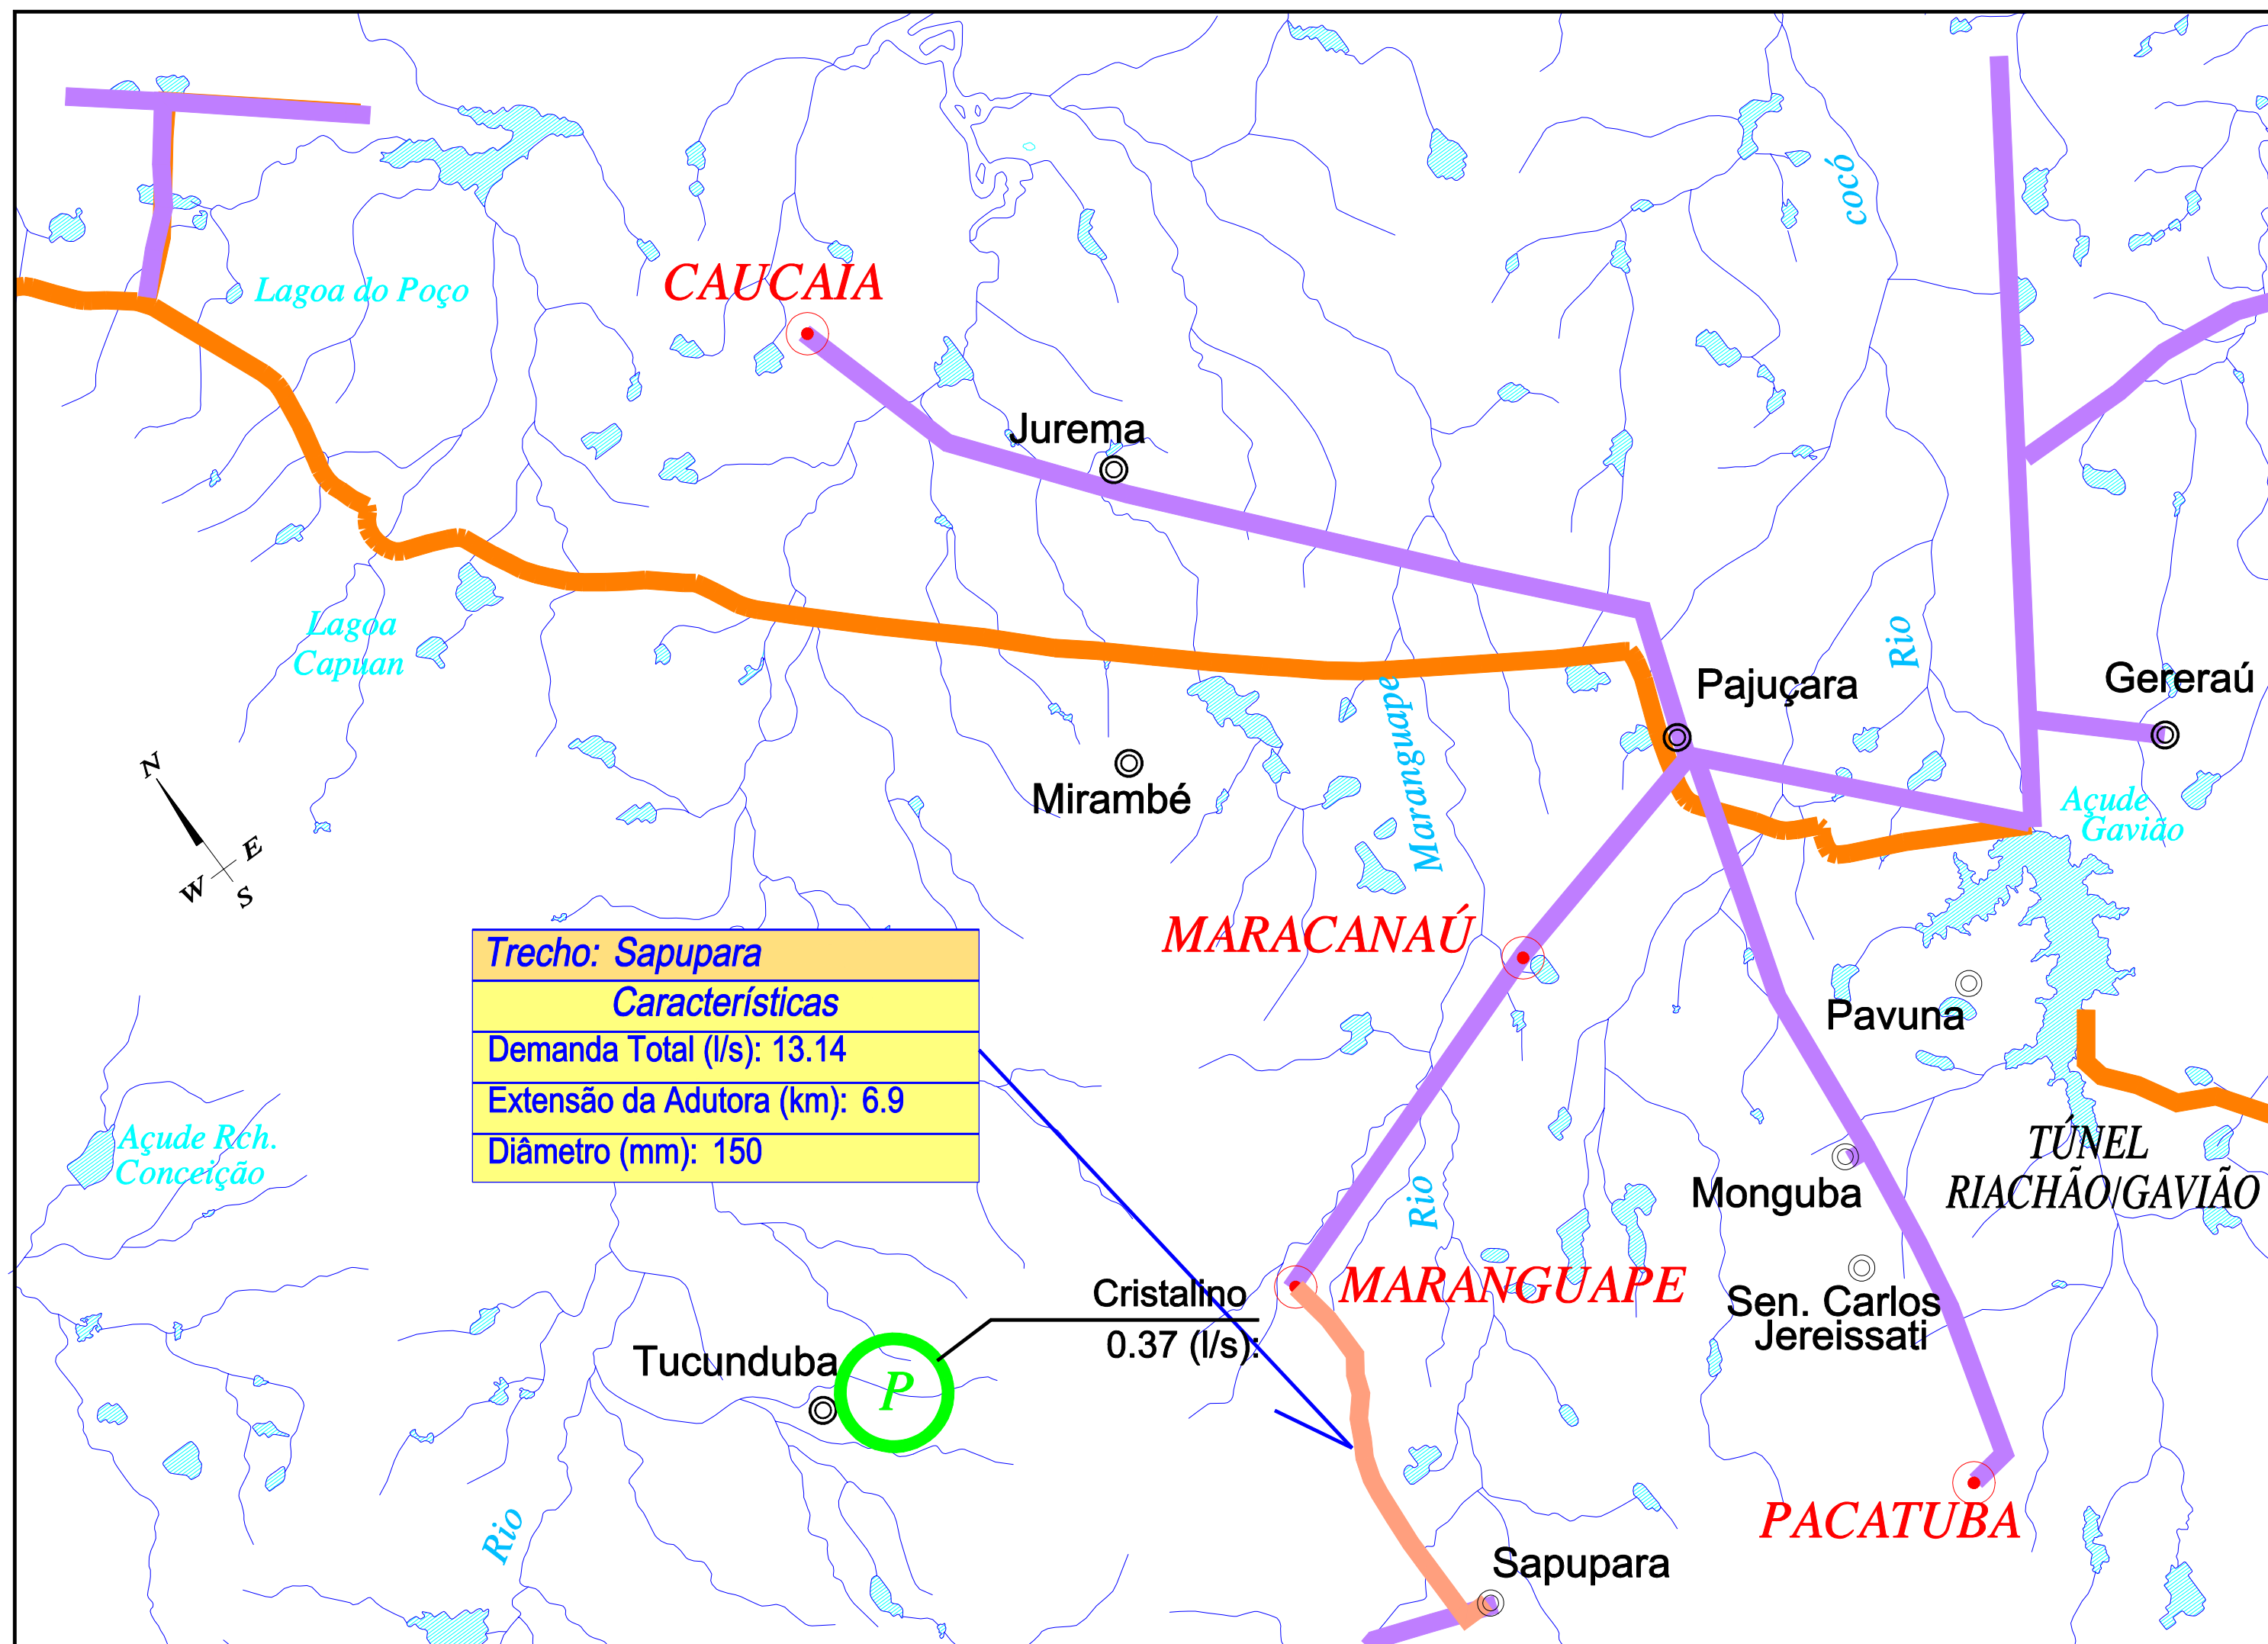 cocó
CAUCAIA
Lagoa do Poço
Jurema
Lagoa
Capuan
Rio
Pajuçara
Gereraú
Maranguape
Mirambé
N
E
W
S
Açude
Gavião
MARACANAÚ
Trecho: Sapupara
Características
Demanda Total (l/s): 13.14
Extensão da Adutora (km): 6.9
Diâmetro (mm): 150
Pavuna
Açude Rch.
Conceição
TÚNEL
RIACHÃO/GAVIÃO
Monguba
Rio
Cristalino
0.37 (l/s):
MARANGUAPE
Sen. Carlos
Jereissati
Tucunduba
P
PACATUBA
Rio
Sapupara